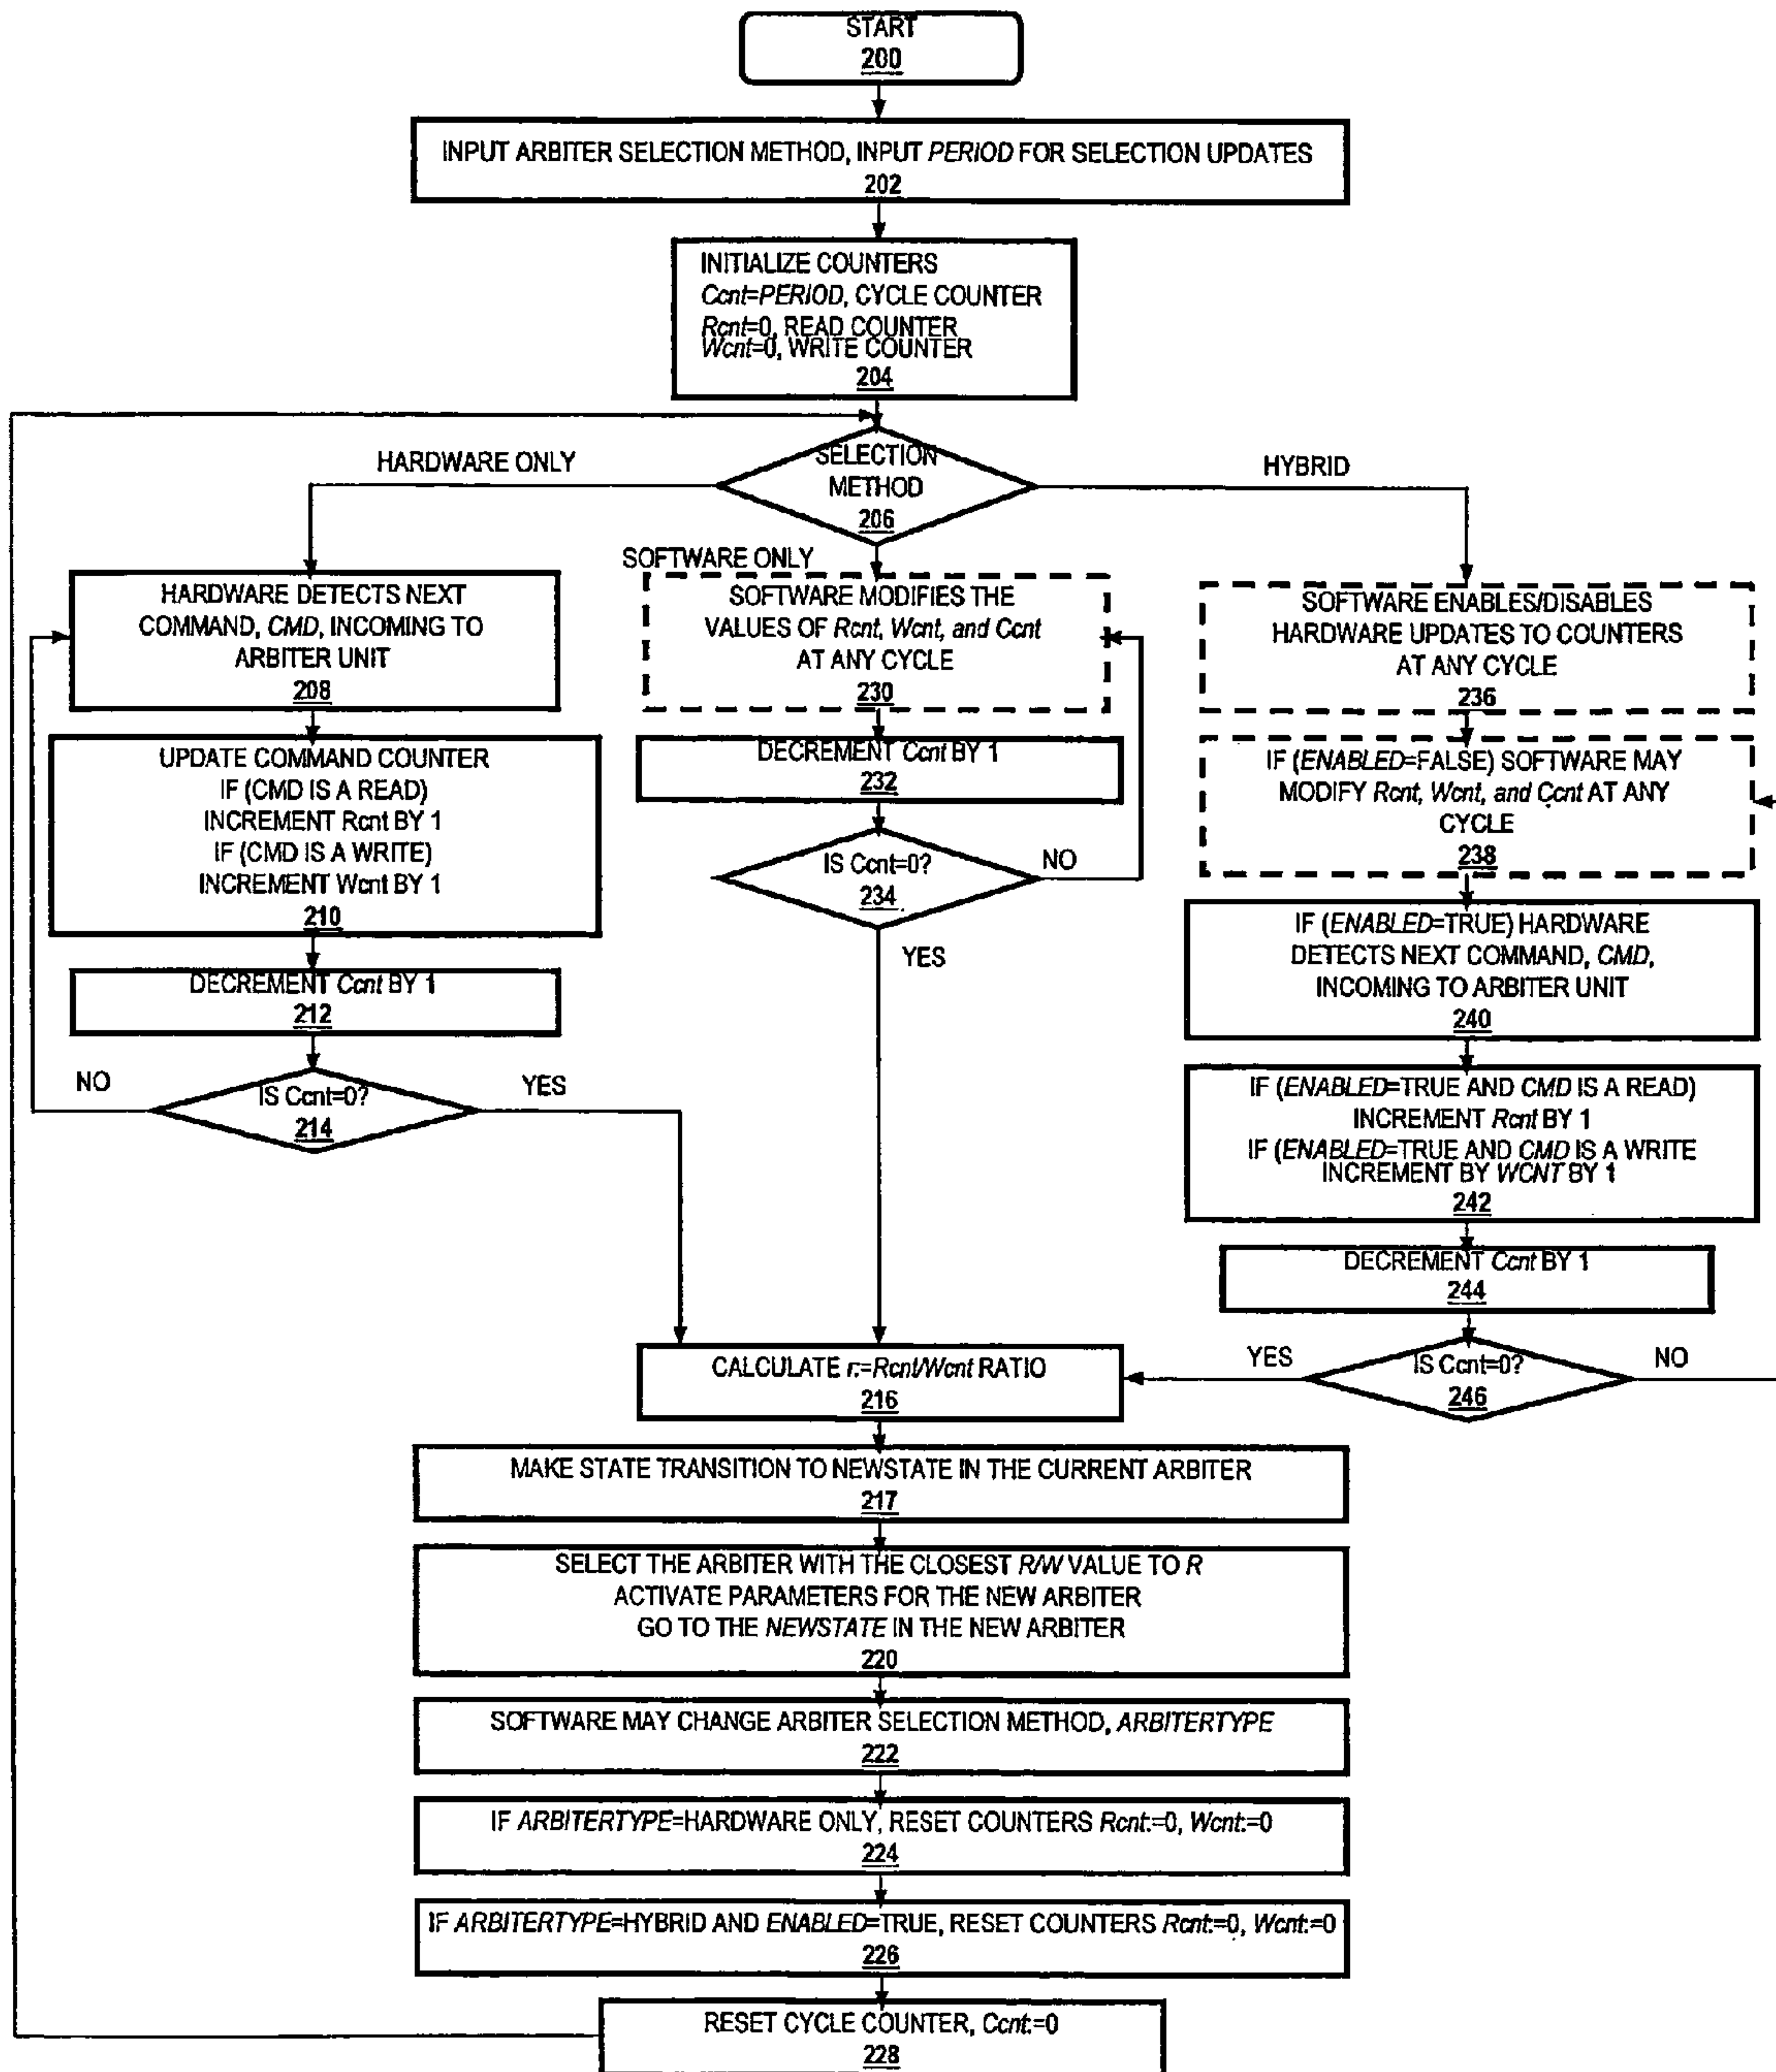 START
200
INPUT ARBITER SELECTION METHOD, INPUT PERIOD FOR SELECTION UPDATES
202
INITIALIZE COUNTERS
Ccnt=PERIOD, CYCLE COUNTER
Rcnt=0, READ COUNTER
Wcnt=0, WRITE COUNTER
204
SELECTION
METHOD
206
HARDWARE ONLY
HARDWARE DETECTS NEXT
COMMAND, CMD, INCOMING TO
ARBITER UNIT
208
UPDATE COMMAND COUNTER
IF (CMD IS A READ)
INCREMENT Rcnt BY 1
IF (CMD IS A WRITE)
INCREMENT Wcnt BY 1
210
DECREMENT Ccnt BY 1
212
IS Ccnt=0?
214
NO
YES
SOFTWARE ONLY
SOFTWARE MODIFIES THE
VALUES OF Rcnt, Wcnt, and Ccnt
AT ANY CYCLE
230
DECREMENT Ccnt BY 1
232
IS Ccnt=0?
234
NO
YES
HYBRID
SOFTWARE ENABLES/DISABLES
HARDWARE UPDATES TO COUNTERS
AT ANY CYCLE
236
IF (ENABLED=FALSE) SOFTWARE MAY
MODIFY Rcnt, Wcnt, and Ccnt AT ANY
CYCLE
238
IF (ENABLED=TRUE) HARDWARE
DETECTS NEXT COMMAND, CMD,
INCOMING TO ARBITER UNIT
240
IF (ENABLED=TRUE AND CMD IS A READ)
INCREMENT Rcnt BY 1
IF (ENABLED=TRUE AND CMD IS A WRITE
INCREMENT BY WCNT BY 1
242
DECREMENT Ccnt BY 1
244
IS Ccnt=0?
246
YES
NO
CALCULATE r:=Rcnt/Wcnt RATIO
216
MAKE STATE TRANSITION TO NEWSTATE IN THE CURRENT ARBITER
217
SELECT THE ARBITER WITH THE CLOSEST R/W VALUE TO R
ACTIVATE PARAMETERS FOR THE NEW ARBITER
GO TO THE NEWSTATE IN THE NEW ARBITER
220
SOFTWARE MAY CHANGE ARBITER SELECTION METHOD, ARBITERTYPE
222
IF ARBITERTYPE=HARDWARE ONLY, RESET COUNTERS Rcnt:=0, Wcnt:=0
224
IF ARBITERTYPE=HYBRID AND ENABLED=TRUE, RESET COUNTERS Rcnt:=0, Wcnt:=0
226
RESET CYCLE COUNTER, Ccnt:=0
228